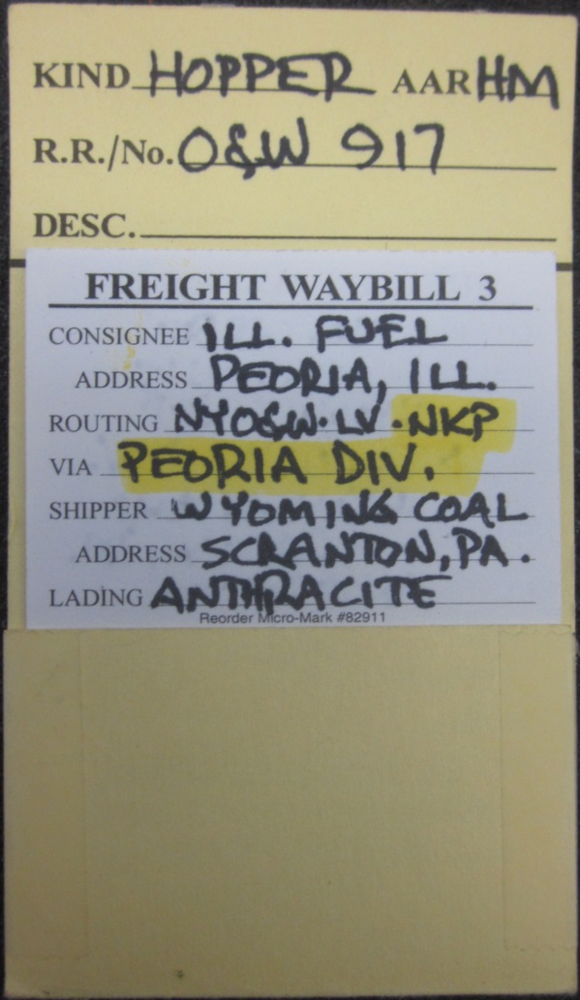 KIND HOPPER AAR HM
R.R./No. O&W 917
DESC.
FREIGHT WAYBILL 3
CONSIGNEE ILL. FUEL
ADDRESS PEORIA, ILL.
ROUTING NYO&W·LV·NKP
VIA PEORIA DIV.
SHIPPER WYOMING COAL
ADDRESS SCRANTON, PA.
LADING ANTHRACITE
Reorder Micro-Mark #82911